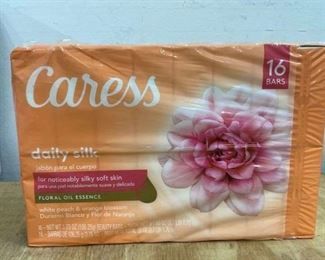 Caress
16
BARS
daily silk
jabón para el cuerpo
for noticeably silky soft skin
para una piel notablemente suave y delicada
FLORAL OIL ESSENCE
white peach & orange blossom
Durazno Blanco y Flor de Naranja